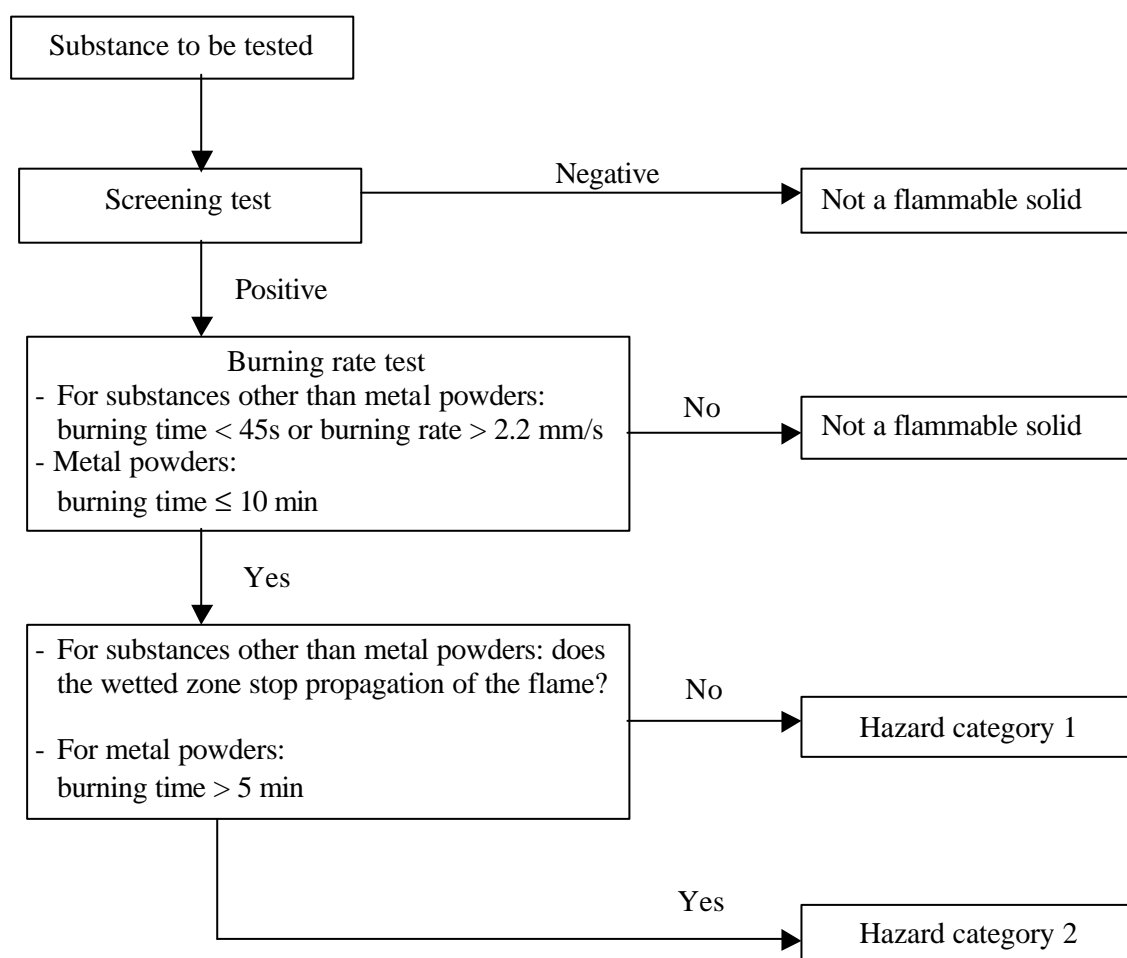 Substance to be tested
Negative
Screening test
Not a flammable solid
Positive
Burning rate test
- For substances other than metal powders:
burning time < 45s or burning rate > 2.2 mm/s
- Metal powders:
burning time ≤ 10 min
No
Not a flammable solid
Yes
- For substances other than metal powders: does
the wetted zone stop propagation of the flame?
- For metal powders:
burning time > 5 min
No
Hazard category 1
Yes
Hazard category 2